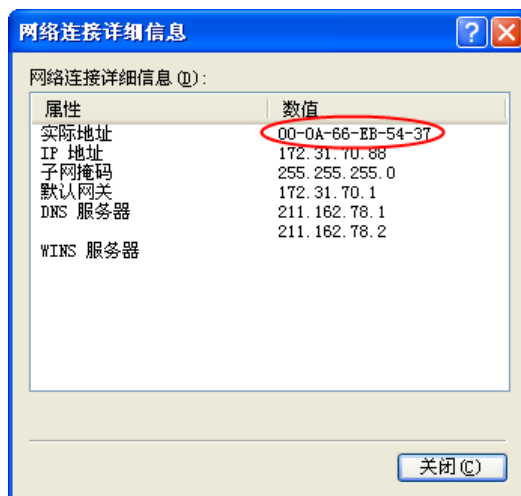 网络连接详细信息
网络连接详细信息(D):
属性 数值
实际地址 00-0A-66-EB-54-37
IP 地址 172.31.70.88
子网掩码 255.255.255.0
默认网关 172.31.70.1
DNS 服务器 211.162.78.1
211.162.78.2
WINS 服务器
关闭(C)